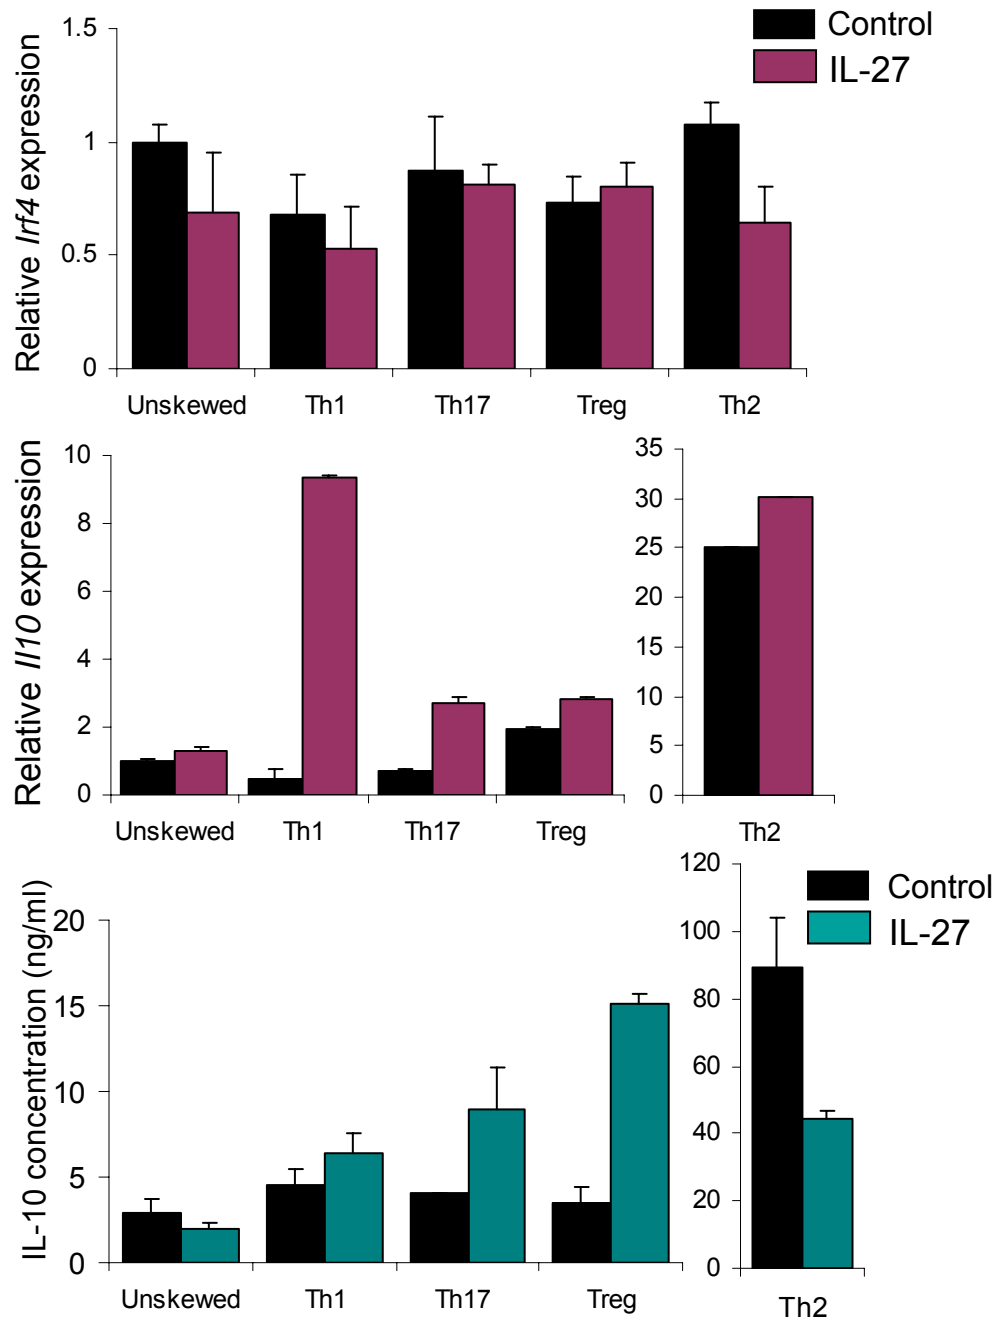 Control
IL-27
Relative Irf4 expression
1.5
1
0.5
0
Unskewed Th1 Th17 Treg Th2
Relative Il10 expression
10
8
6
4
2
0
Unskewed Th1 Th17 Treg
35
30
25
20
15
10
5
0
Th2
IL-10 concentration (ng/ml)
20
15
10
5
0
Unskewed Th1 Th17 Treg
120
100
80
60
40
20
0
Th2
Control
IL-27